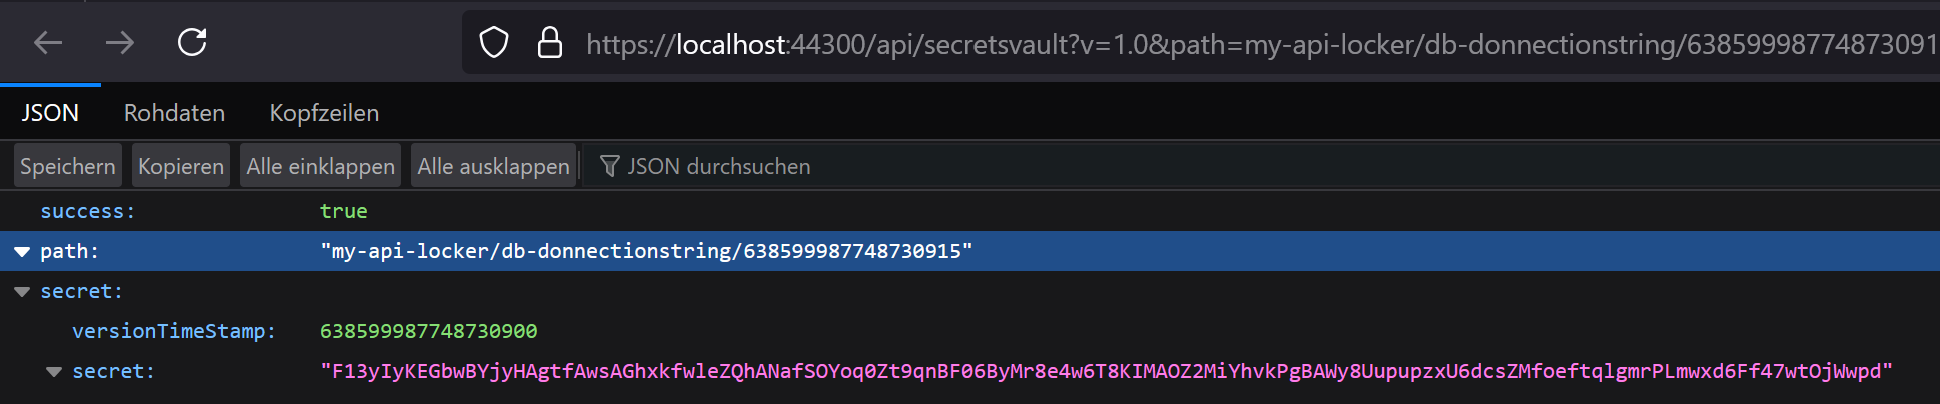 https://localhost:44300/api/secretsvault?v=1.0&path=my-api-locker/db-donnectionstring/63859998774873091
JSON Rohdaten Kopfzeilen
Speichern Kopieren Alle einklappen Alle ausklappen JSON durchsuchen
success: true
path: "my-api-locker/db-donnectionstring/638599987748730915"
secret:
versionTimeStamp: 638599987748730900
secret: "F13yIyKEGbwBYjyHAgtfAwsAGhxkfwleZQhANafSOYoq0Zt9qnBF06ByMr8e4w6T8KIMAOZ2MiYhvkPgBAWy8UupupzxU6dcsZMfoeftqlgmrPLmwxd6Ff47wtOjWwpd"